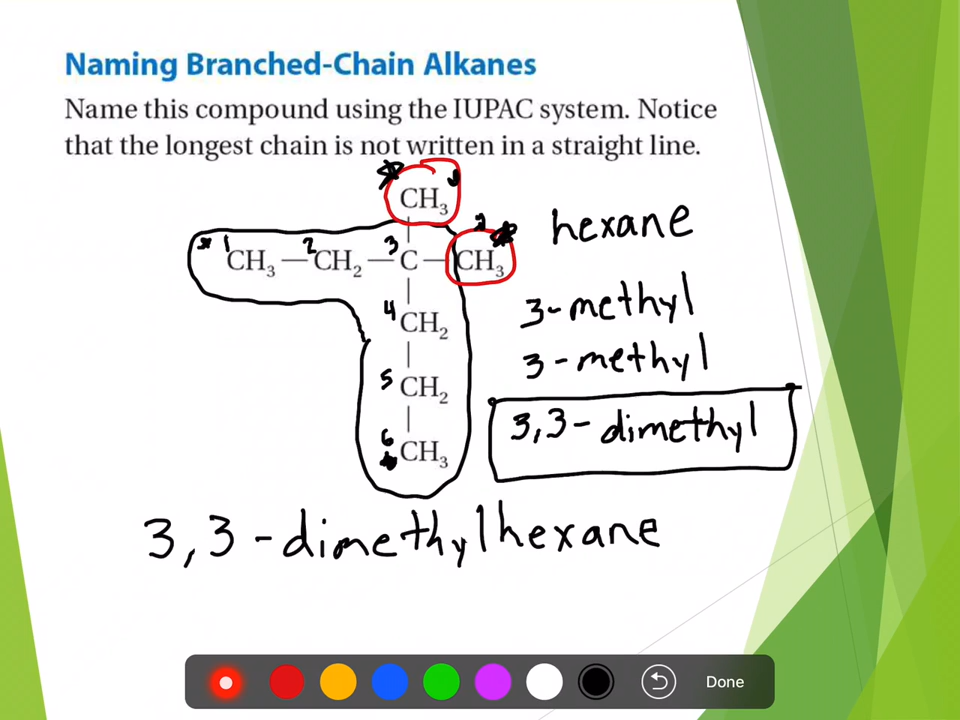 Naming Branched-Chain Alkanes
Name this compound using the IUPAC system. Notice
that the longest chain is not written in a straight line.
CH₃
hexane
1 2 3
CH₃ — CH₂ — C — CH₃
3-methyl
4 CH₂
3-methyl
5 CH₂
3,3- dimethyl
6 CH₃
3,3-dimethylhexane
Done